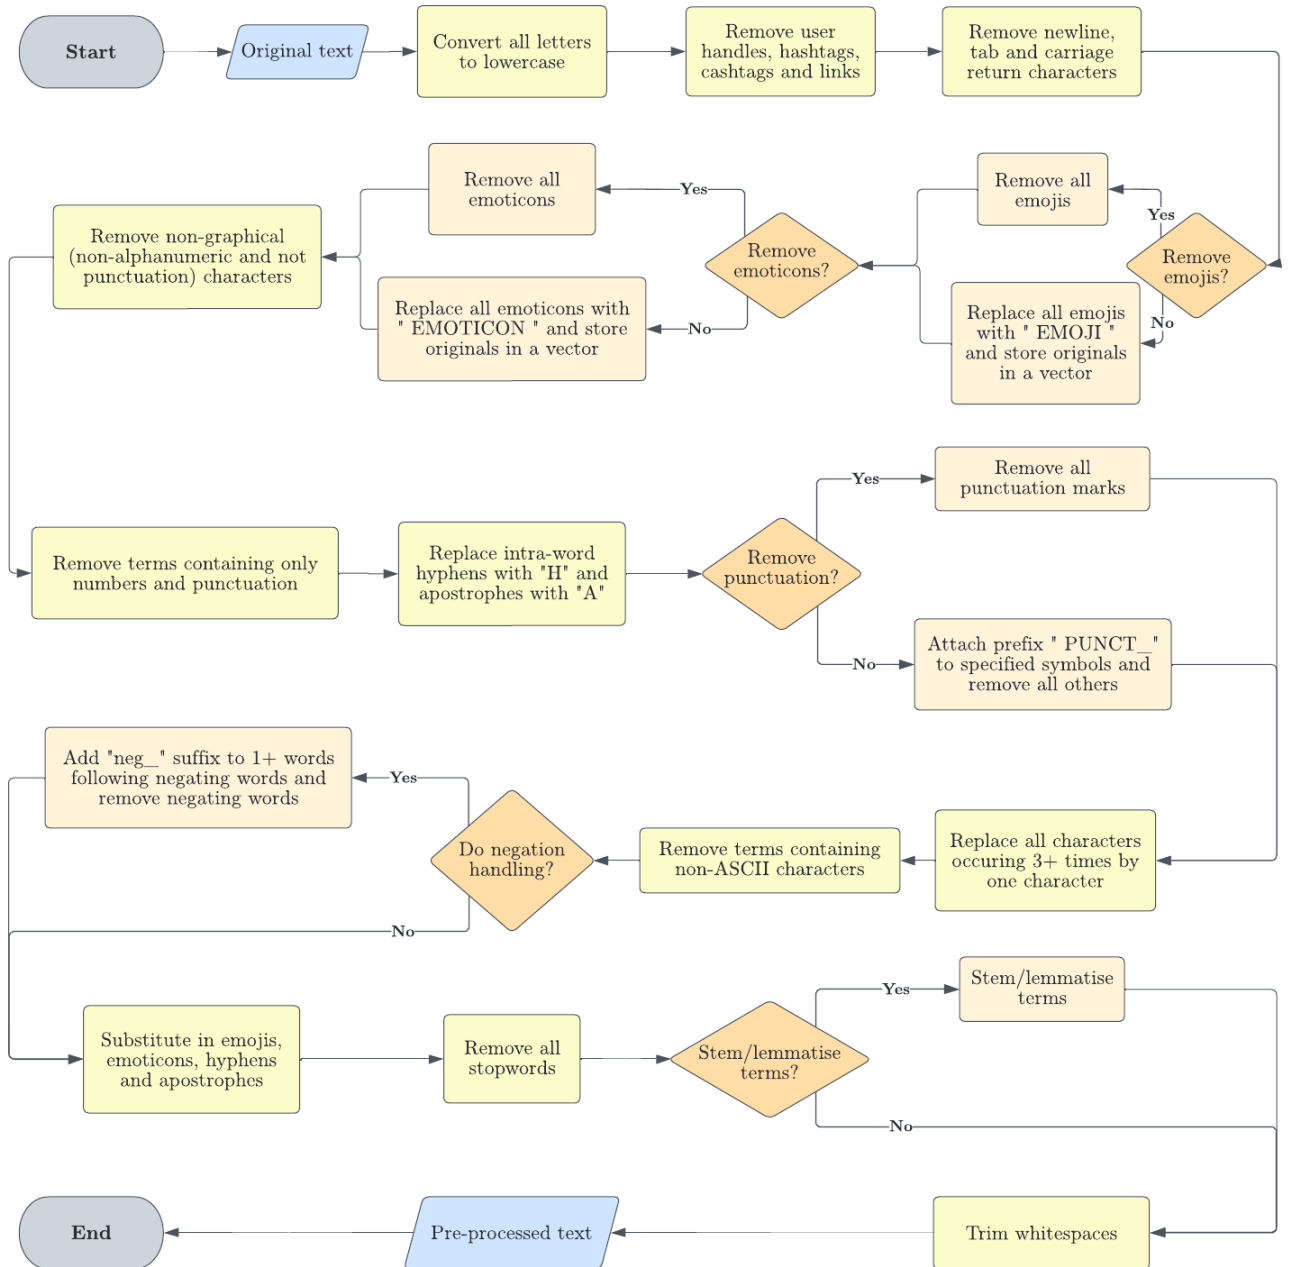 Start
Original text
Convert all letters
to lowercase
Remove user
handles, hashtags,
cashtags and links
Remove newline,
tab and carriage
return characters
Remove
emojis?
Yes
Remove all
emojis
No
Replace all emojis
with " EMOJI "
and store originals
in a vector
Remove
emoticons?
Yes
Remove all
emoticons
No
Replace all emoticons with
" EMOTICON " and store
originals in a vector
Remove non-graphical
(non-alphanumeric and not
punctuation) characters
Remove terms containing only
numbers and punctuation
Replace intra-word
hyphens with "H" and
apostrophes with "A"
Remove
punctuation?
Yes
Remove all
punctuation marks
No
Attach prefix " PUNCT_"
to specified symbols and
remove all others
Replace all characters
occuring 3+ times by
one character
Remove terms containing
non-ASCII characters
Do negation
handling?
Yes
Add "neg_" suffix to 1+ words
following negating words and
remove negating words
No
Substitute in emojis,
emoticons, hyphens
and apostrophes
Remove all
stopwords
Stem/lemmatise
terms?
Yes
Stem/lemmatise
terms
No
Trim whitespaces
Pre-processed text
End